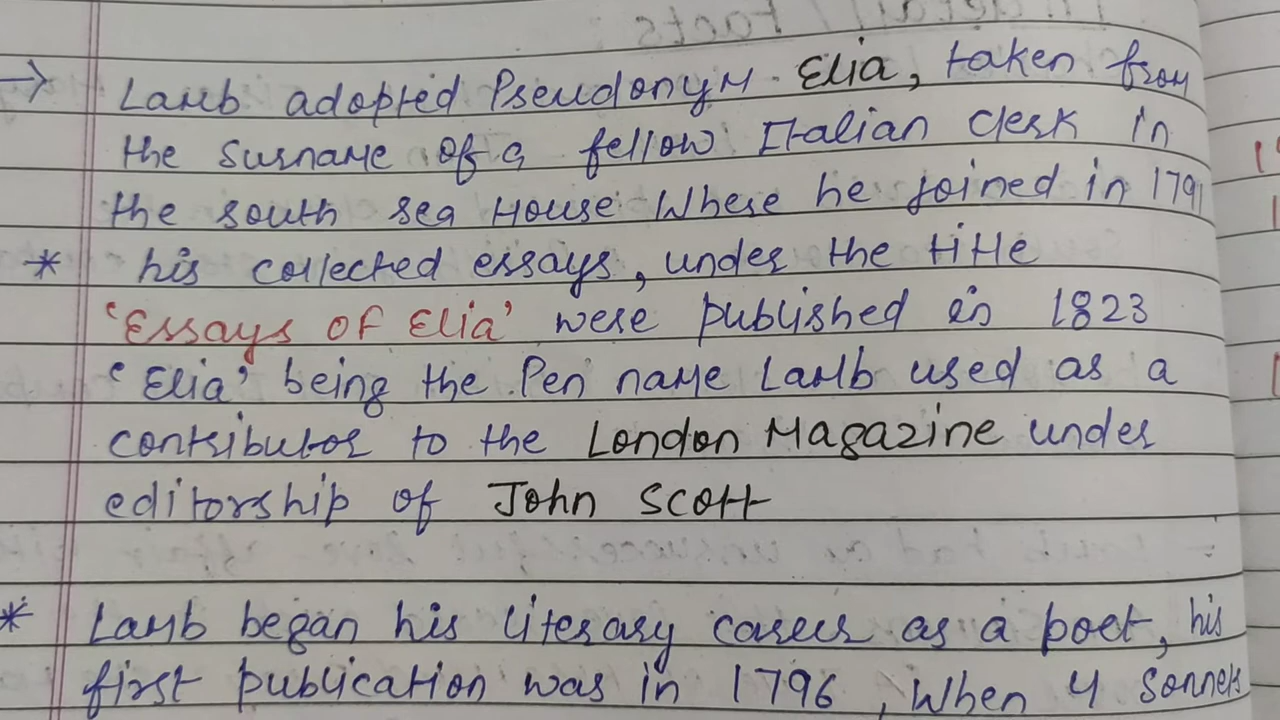 → Lamb adopted Pseudonym Elia, taken from
the surname of a fellow Italian clerk in
the south sea House Where he joined in 1791
* his collected essays, under the title
'Essays of Elia' were published in 1823
'Elia' being the Pen name Lamb used as a
contributor to the London Magazine under
editorship of John Scott
* Lamb began his literary career as a poet, his
first publication was in 1796, When 4 sonnets